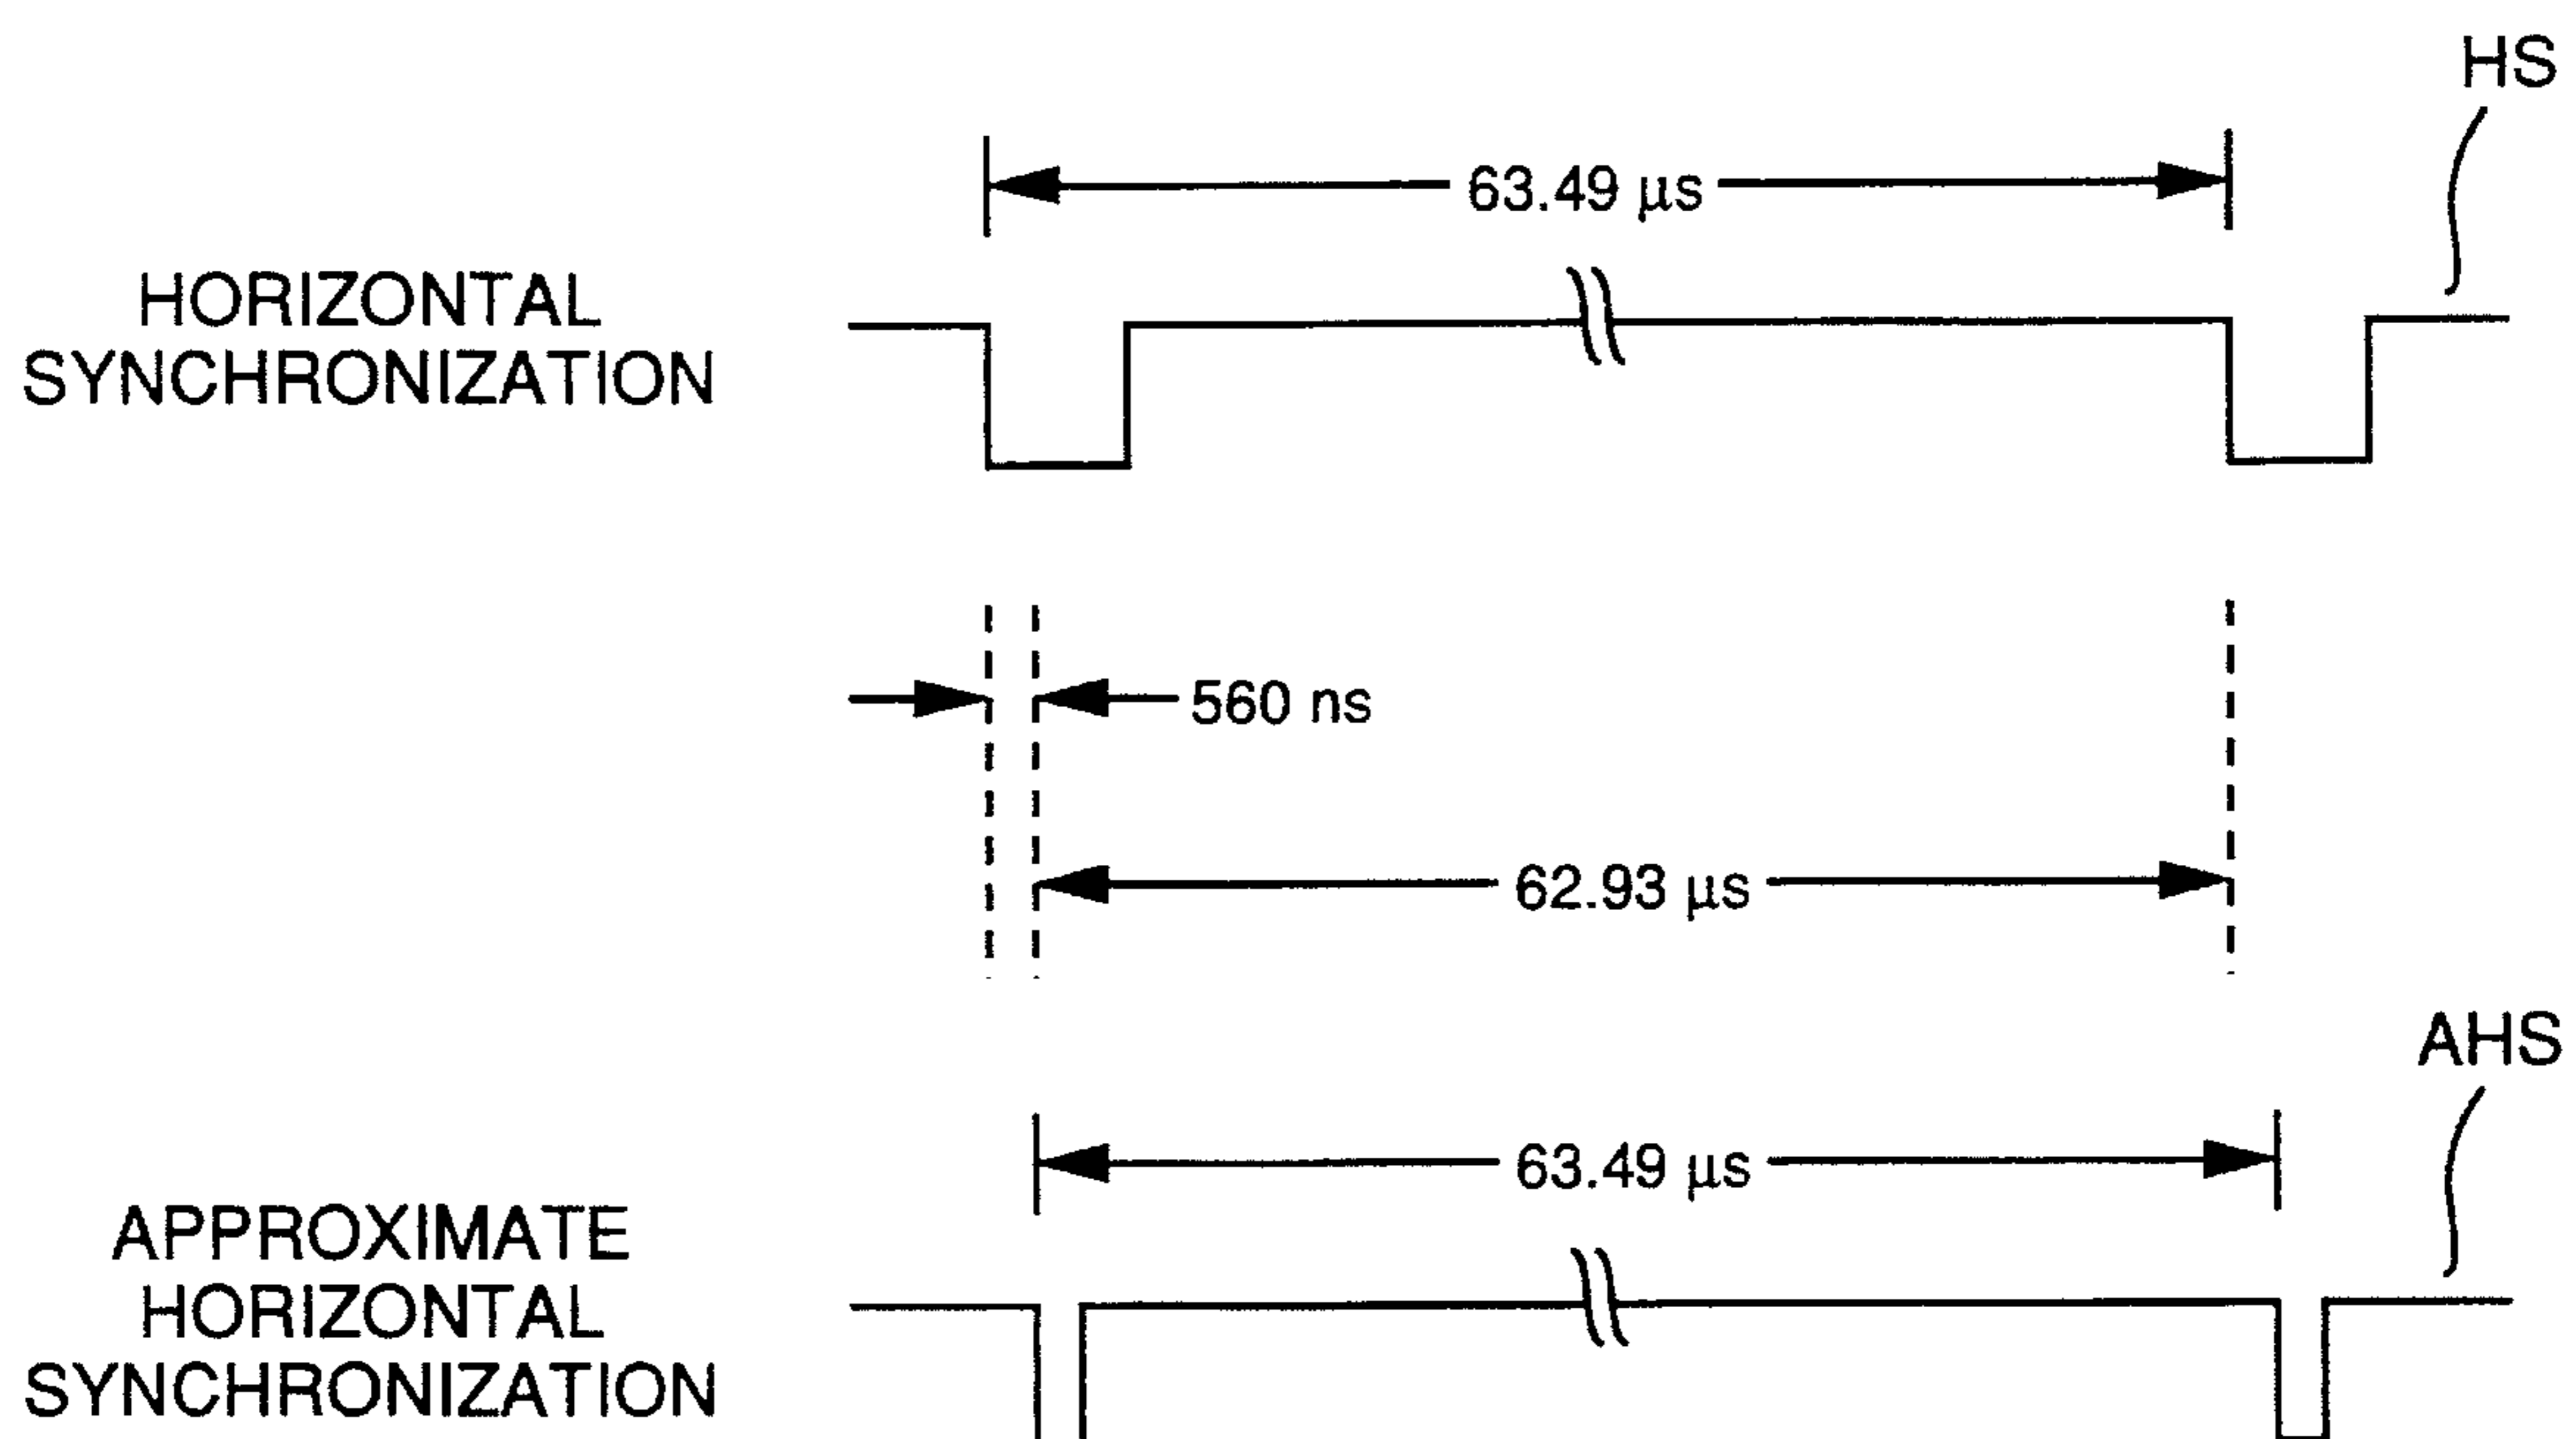 HS
63.49 µs
HORIZONTAL
SYNCHRONIZATION
560 ns
62.93 µs
AHS
63.49 µs
APPROXIMATE
HORIZONTAL
SYNCHRONIZATION